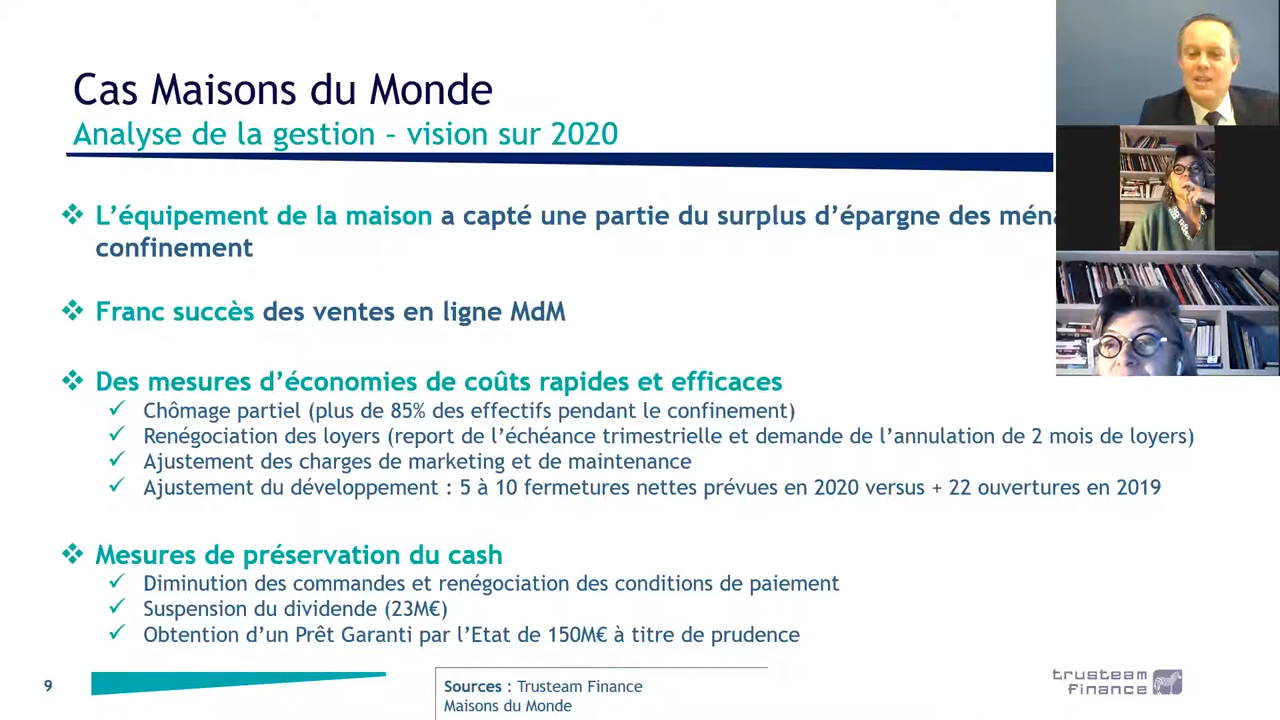 Cas Maisons du Monde
Analyse de la gestion – vision sur 2020
❖ L’équipement de la maison a capté une partie du surplus d’épargne des
confinement
❖ Franc succès des ventes en ligne MdM
❖ Des mesures d’économies de coûts rapides et efficaces
✓ Chômage partiel (plus de 85% des effectifs pendant le confinement)
✓ Renégociation des loyers (report de l’échéance trimestrielle et demande de l’annulation de 2 mois de loyers)
✓ Ajustement des charges de marketing et de maintenance
✓ Ajustement du développement : 5 à 10 fermetures nettes prévues en 2020 versus + 22 ouvertures en 2019
❖ Mesures de préservation du cash
✓ Diminution des commandes et renégociation des conditions de paiement
✓ Suspension du dividende (23M€)
✓ Obtention d’un Prêt Garanti par l’Etat de 150M€ à titre de prudence
9
Sources : Trusteam Finance
Maisons du Monde
trusteam
finance